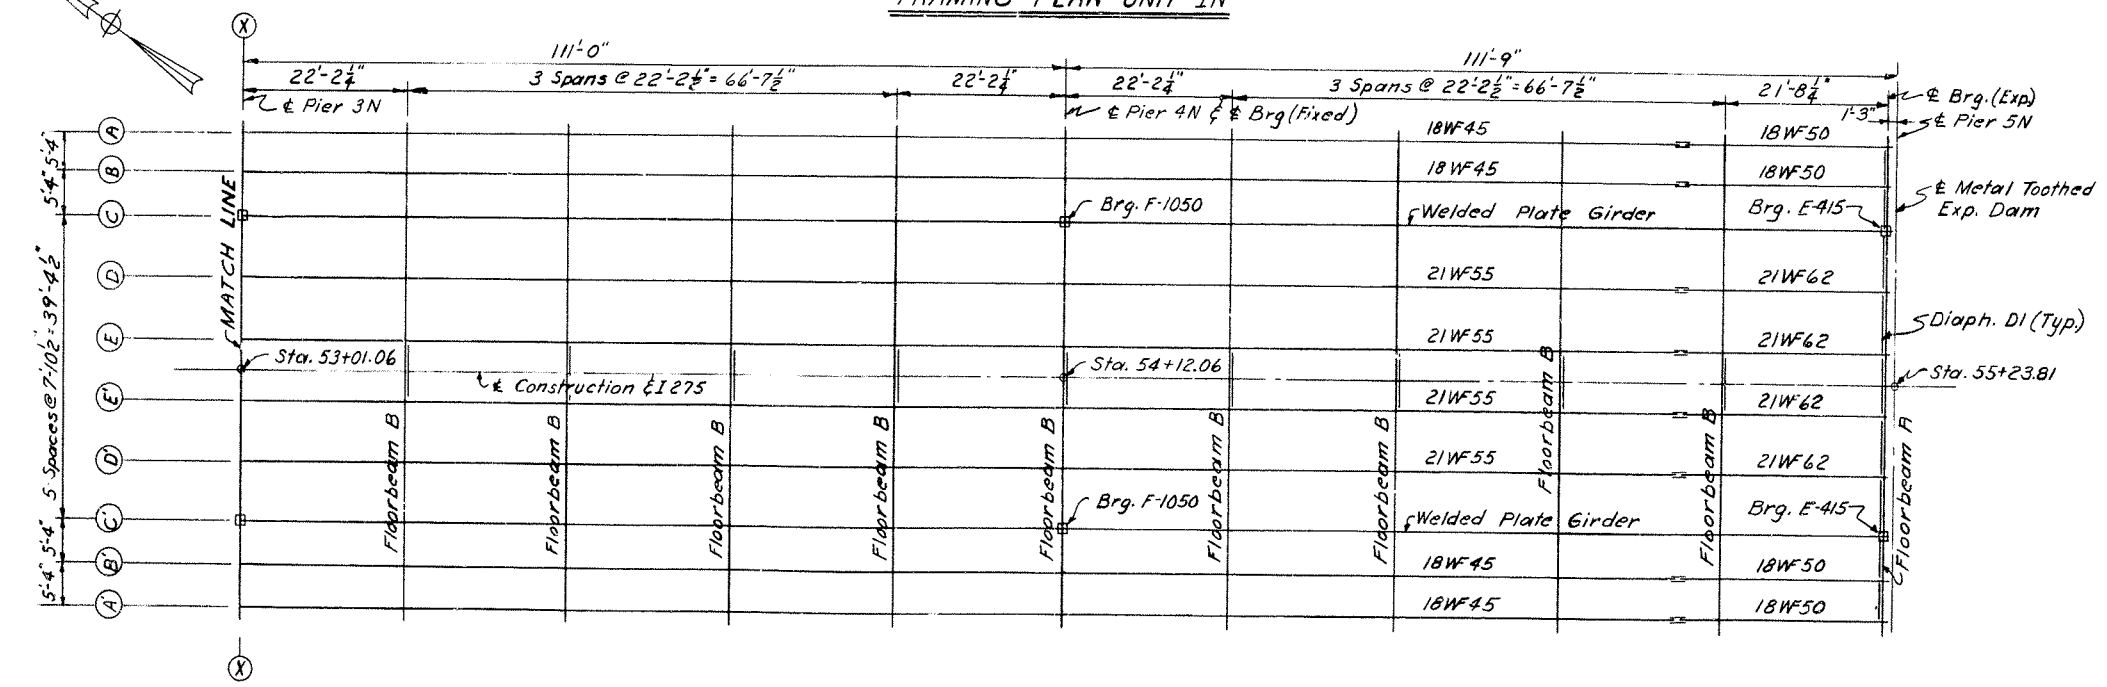 FRAMING PLAN UNIT 1N
X
111'-0"
111'-9"
22'-2¼"
3 Spans @ 22'-2½" = 66'-7½"
22'-2¼"
22'-2¼"
3 Spans @ 22'-2½" = 66'-7½"
21'-8¼"
℄ Brg. (Exp)
℄ Pier 3N
℄ Pier 4N & ℄ Brg (Fixed)
1'-3"
℄ Pier 5N
A
18WF45
18WF50
5'-4"
B
18WF45
18WF50
5'-4"
C
Brg. F-1050
Welded Plate Girder
Brg. E-415
℄ Metal Toothed
Exp. Dam
MATCH LINE
D
21WF55
21WF62
5 Spaces @ 7'-10½" = 39'-4½"
E
21WF55
21WF62
Diaph. D1 (Typ.)
Sta. 53+01.06
Sta. 54+12.06
Sta. 55+23.81
℄ Construction & I 275
E'
21WF55
21WF62
D'
21WF55
21WF62
Floorbeam B
Floorbeam B
Floorbeam B
Floorbeam B
Floorbeam B
Floorbeam B
Floorbeam B
Floorbeam B
Floorbeam B
Floorbeam A
C'
Brg. F-1050
Welded Plate Girder
Brg. E-415
5'-4"
B'
18WF45
18WF50
5'-4"
A'
18WF45
18WF50
X